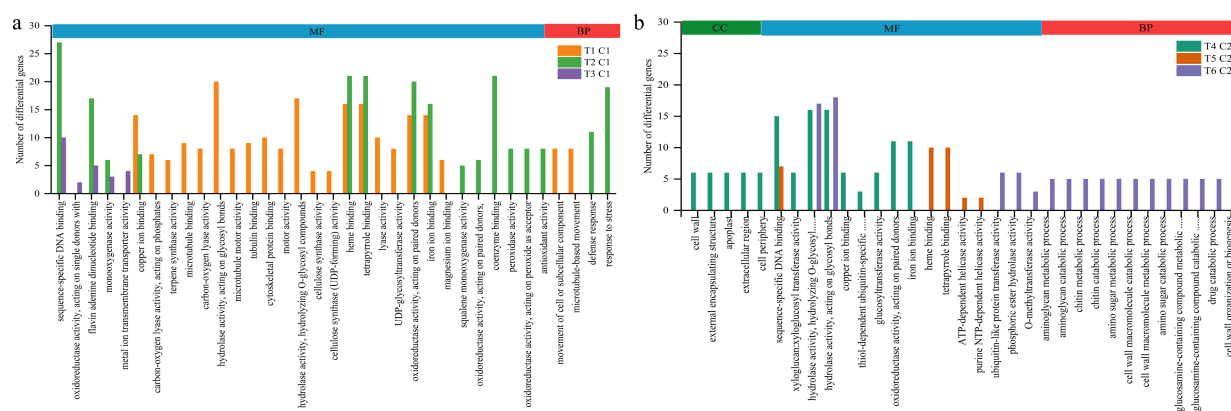 a
MF
BP
T1 C1
T2 C1
T3 C1
Number of differential genes
30
25
20
15
10
5
0
sequence-specific DNA binding
oxidoreductase activity, acting on single donors with
flavin adenine dinucleotide binding
monooxygenase activity
metal ion transmembrane transporter activity
copper ion binding
carbon-oxygen lyase activity, acting on phosphates
terpene synthase activity
microtubule binding
carbon-oxygen lyase activity
hydrolase activity, acting on glycosyl bonds
microtubule motor activity
tubulin binding
cytoskeletal protein binding
motor activity
hydrolase activity, hydrolyzing O-glycosyl compounds
cellulose synthase activity
cellulose synthase (UDP-forming) activity
heme binding
tetrapyrrole binding
lyase activity
UDP-glycosyltransferase activity
oxidoreductase activity, acting on paired donors
iron ion binding
magnesium ion binding
squalene monooxygenase activity
oxidoreductase activity, acting on paired donors,
coenzyme binding
peroxidase activity
oxidoreductase activity, acting on peroxide as acceptor
antioxidant activity
movement of cell or subcellular component
microtubule-based movement
defense response
response to stress
b
CC
MF
BP
T4 C2
T5 C2
T6 C2
Number of differential genes
30
25
20
15
10
5
0
cell wall
external encapsulating structure
apoplast
extracellular region
cell periphery
sequence-specific DNA binding
xyloglucan:xyloglucosyl transferase activity
hydrolase activity, hydrolyzing O-glycosyl......
hydrolase activity, acting on glycosyl bonds
copper ion binding
thiol-dependent ubiquitin-specific ......
glucosyltransferase activity
oxidoreductase activity, acting on paired donors
iron ion binding
heme binding
tetrapyrrole binding
ATP-dependent helicase activity
purine NTP-dependent helicase activity
ubiquitin-like protein transferase activity
phosphoric ester hydrolase activity
O-methyltransferase activity
aminoglycan metabolic process
aminoglycan catabolic process
chitin metabolic process
chitin catabolic process
amino sugar metabolic process
cell wall macromolecule catabolic process
cell wall macromolecule metabolic process
amino sugar catabolic process
glucosamine-containing compound metabolic ......
glucosamine-containing compound catabolic ......
drug catabolic process
cell wall organization or biogenesis